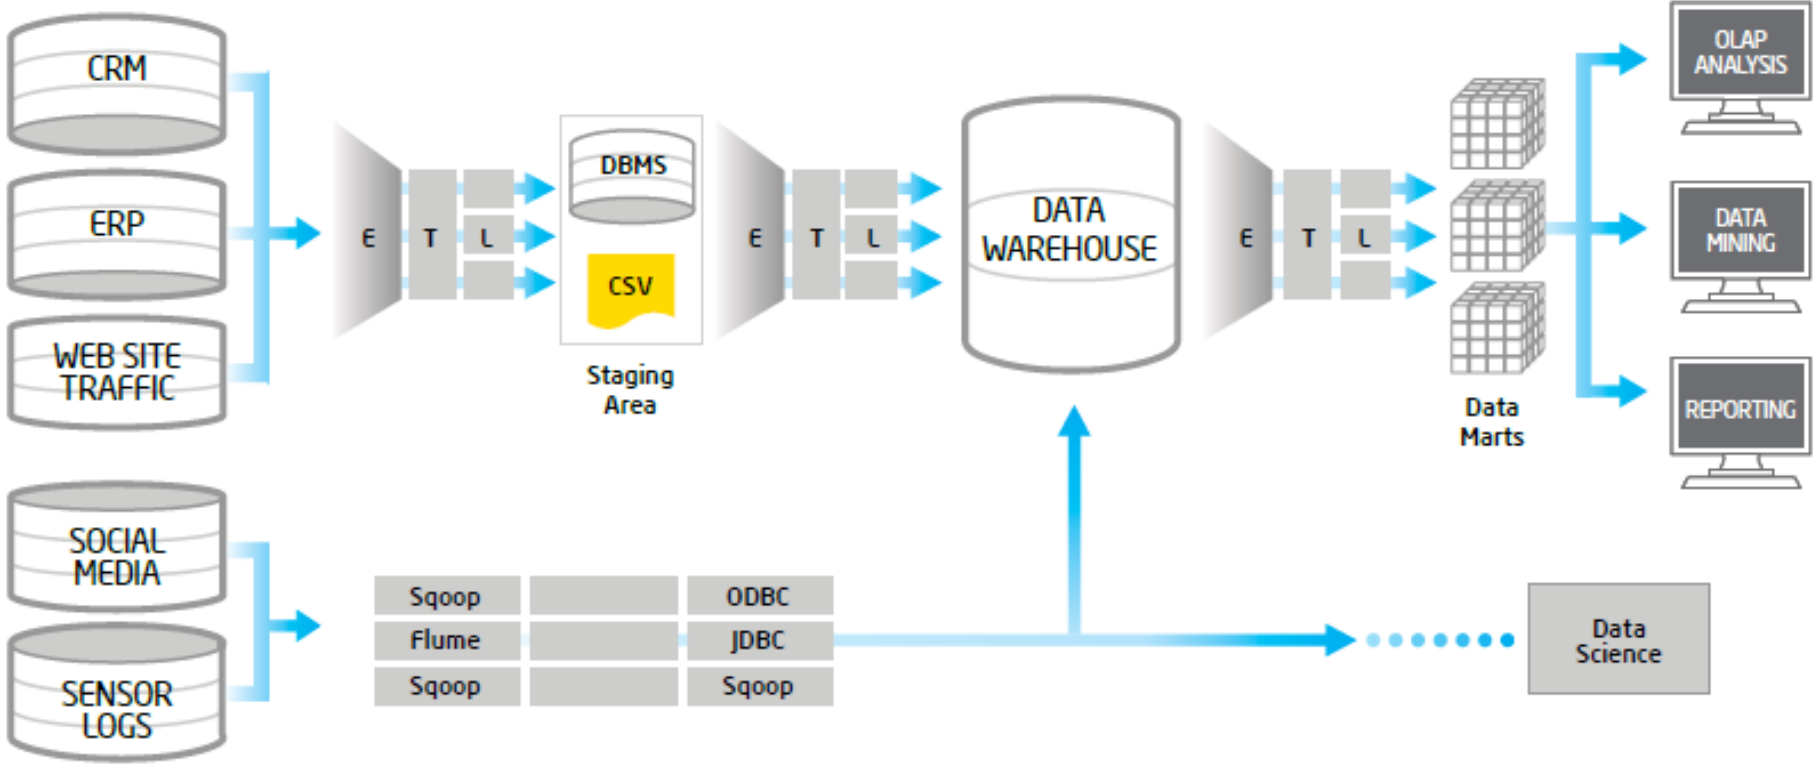 CRM
ERP
WEB SITE
TRAFFIC
E T L
DBMS
CSV
Staging
Area
E T L
DATA
WAREHOUSE
E T L
Data
Marts
OLAP
ANALYSIS
DATA
MINING
REPORTING
SOCIAL
MEDIA
SENSOR
LOGS
Sqoop
Flume
Sqoop
ODBC
JDBC
Sqoop
Data
Science